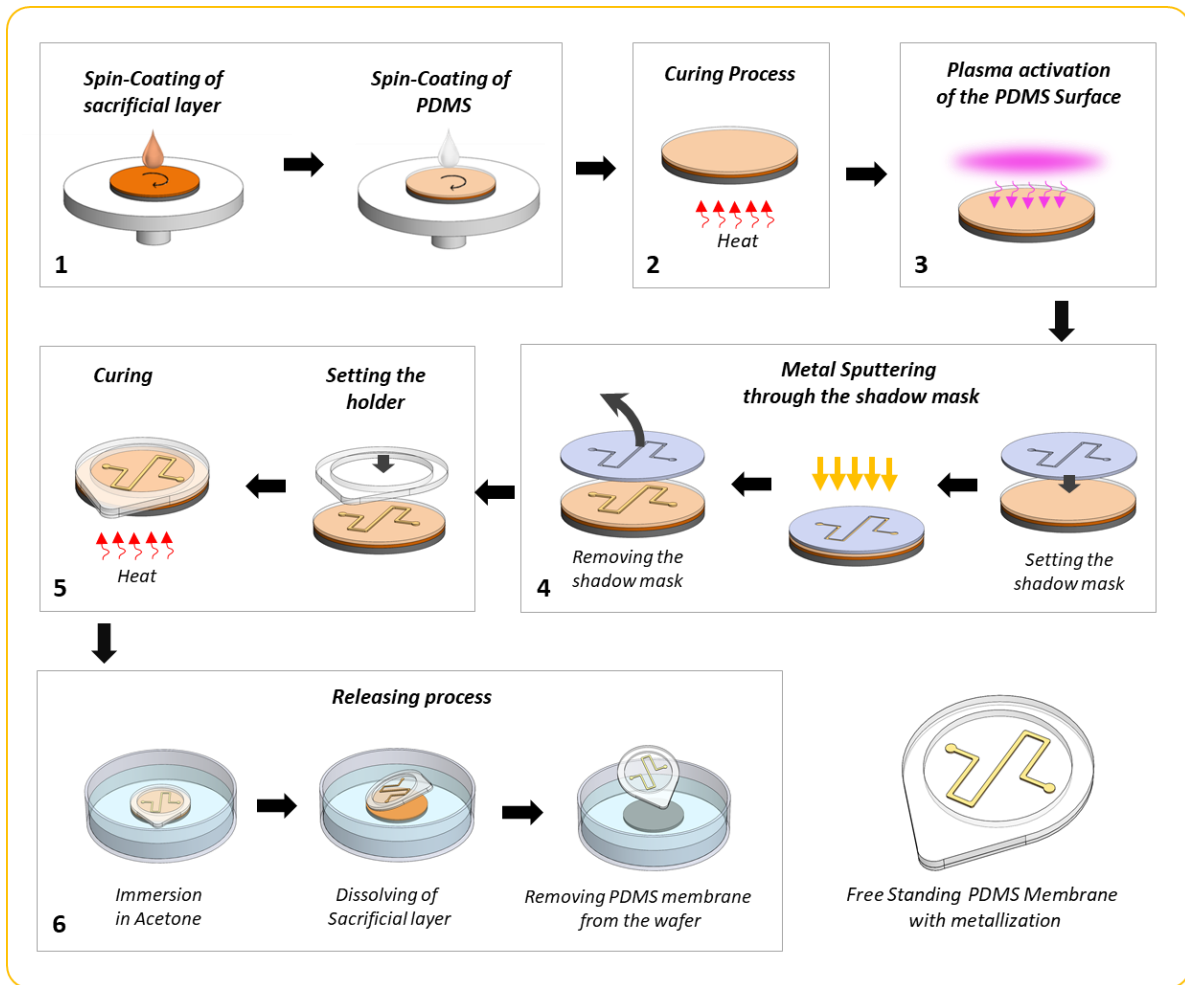 Spin-Coating of
sacrificial layer
Spin-Coating of
PDMS
1
Curing Process
Heat
2
Plasma activation
of the PDMS Surface
3
Metal Sputtering
through the shadow mask
Setting the
shadow mask
Removing the
shadow mask
4
Setting the
holder
Curing
Heat
5
Releasing process
Immersion
in Acetone
Dissolving of
Sacrificial layer
Removing PDMS membrane
from the wafer
6
Free Standing PDMS Membrane
with metallization